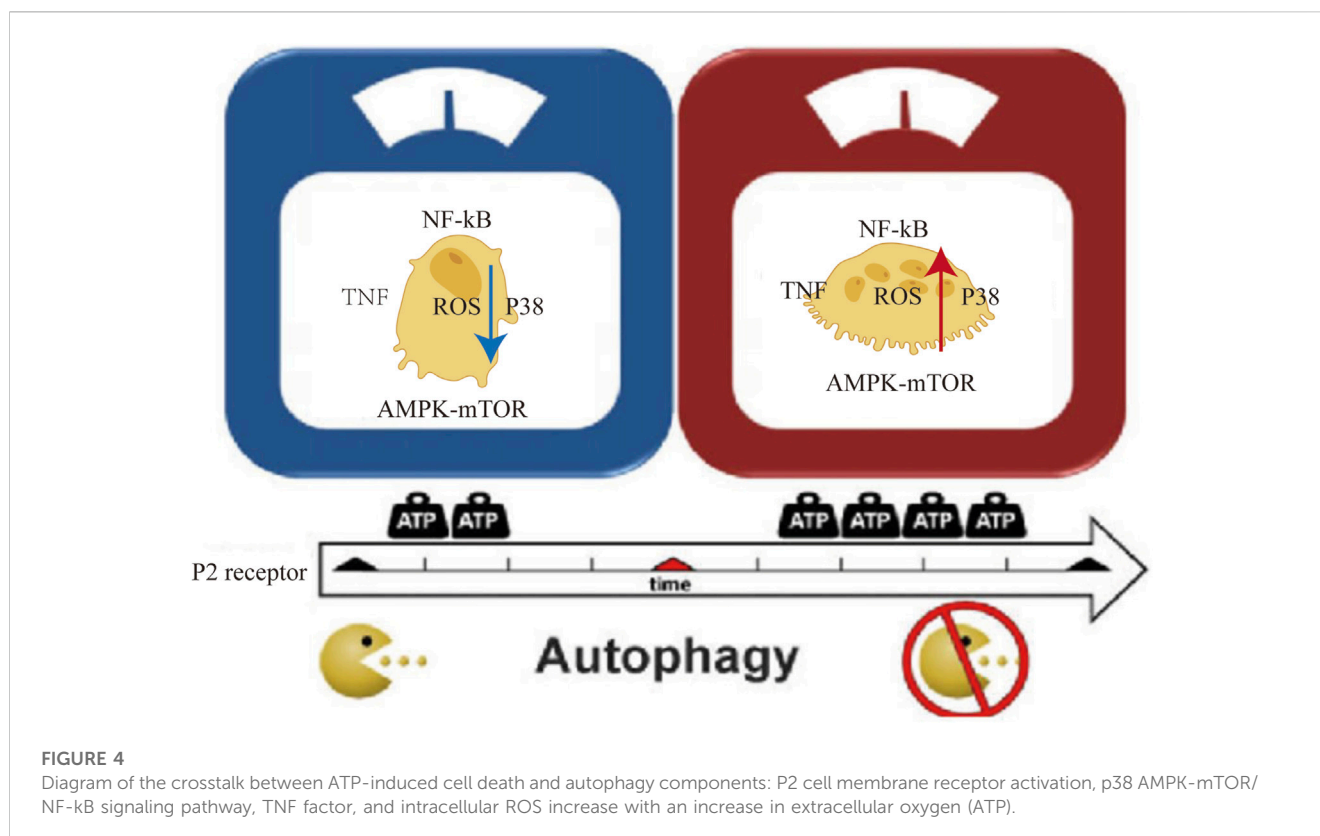 NF-kB
TNF
ROS
P38
AMPK-mTOR
NF-kB
TNF
ROS
P38
AMPK-mTOR
ATP ATP
ATP ATP ATP ATP
P2 receptor
time
Autophagy
FIGURE 4
Diagram of the crosstalk between ATP-induced cell death and autophagy components: P2 cell membrane receptor activation, p38 AMPK-mTOR/
NF-kB signaling pathway, TNF factor, and intracellular ROS increase with an increase in extracellular oxygen (ATP).